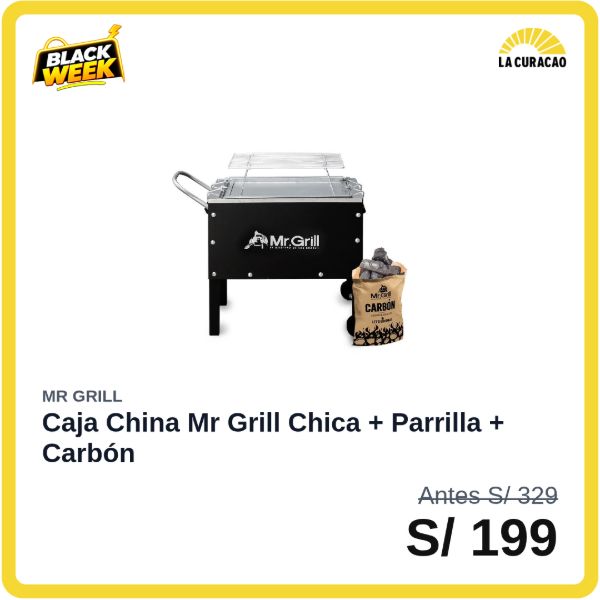 BLACK
WEEK
LA CURACAO
Mr.Grill
Mr.Grill
CARBÓN
MR GRILL
Caja China Mr Grill Chica + Parrilla +
Carbón
Antes S/ 329
S/ 199